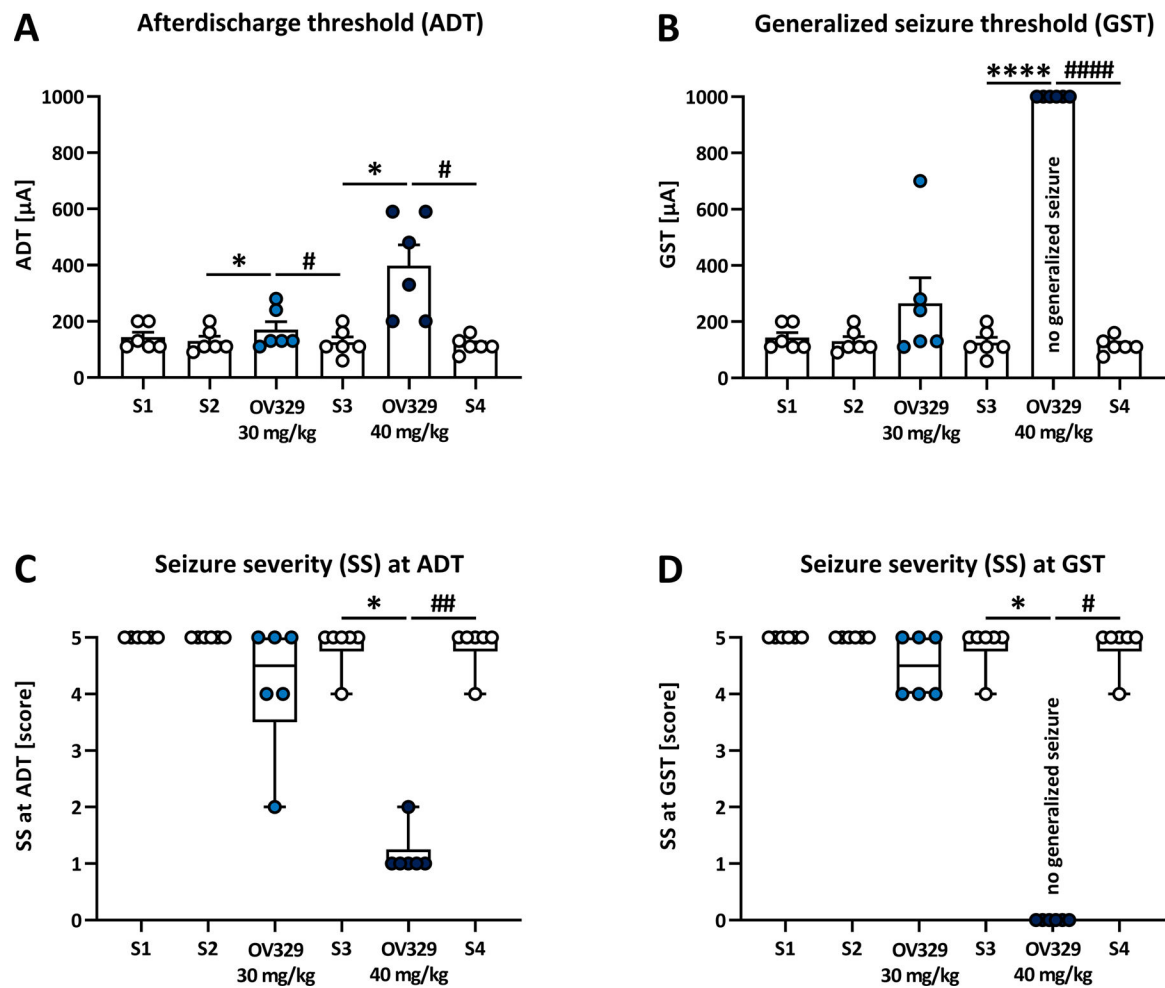 A
Afterdischarge threshold (ADT)
ADT [µA]
1000
800
600
400
200
0
*
#
*
#
S1
S2
OV329
30 mg/kg
S3
OV329
40 mg/kg
S4
B
Generalized seizure threshold (GST)
GST [µA]
1000
800
600
400
200
0
****
####
no generalized seizure
S1
S2
OV329
30 mg/kg
S3
OV329
40 mg/kg
S4
C
Seizure severity (SS) at ADT
SS at ADT [score]
5
4
3
2
1
0
*
##
S1
S2
OV329
30 mg/kg
S3
OV329
40 mg/kg
S4
D
Seizure severity (SS) at GST
SS at GST [score]
5
4
3
2
1
0
*
#
no generalized seizure
S1
S2
OV329
30 mg/kg
S3
OV329
40 mg/kg
S4